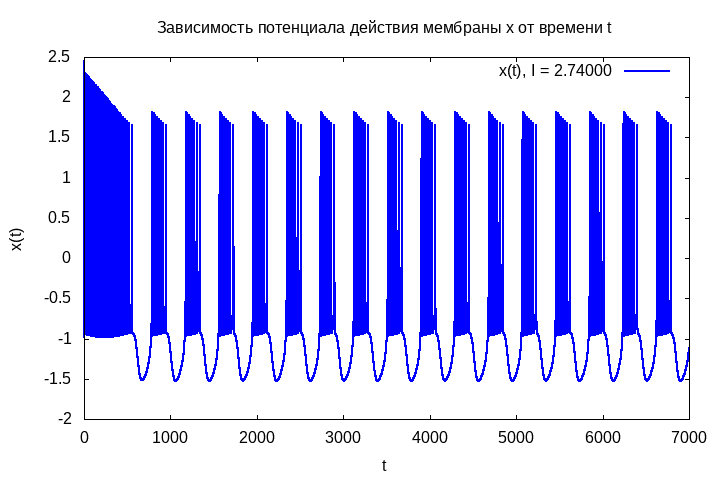 Зависимость потенциала действия мембраны x от времени t
x(t), I = 2.74000
2.5
2
1.5
1
0.5
0
-0.5
-1
-1.5
-2
x(t)
0 1000 2000 3000 4000 5000 6000 7000
t